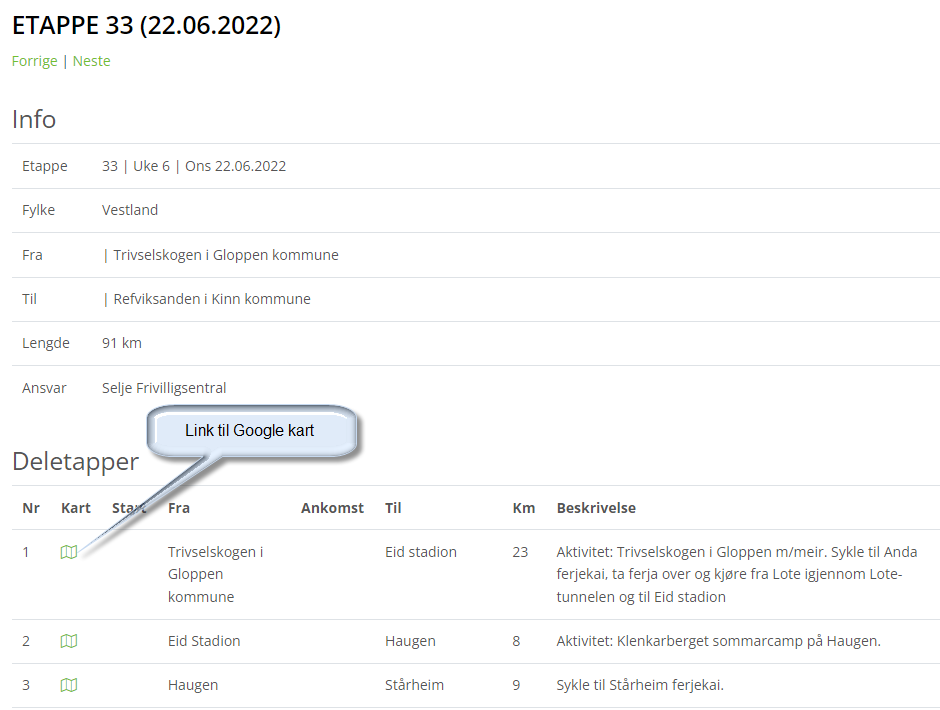 ETAPPE 33 (22.06.2022)
Forrige | Neste
Info
Etappe 33 | Uke 6 | Ons 22.06.2022
Fylke Vestland
Fra | Trivselskogen i Gloppen kommune
Til | Refviksanden i Kinn kommune
Lengde 91 km
Ansvar Selje Frivilligsentral
Link til Google kart
Deletapper
Nr Kart Start Fra Ankomst Til Km Beskrivelse
1 Trivselskogen i Eid stadion 23 Aktivitet: Trivselskogen i Gloppen m/meir. Sykle til Anda
Gloppen ferjekai, ta ferja over og kjøre fra Lote igjennom Lote-
kommune tunnelen og til Eid stadion
2 Eid Stadion Haugen 8 Aktivitet: Klenkarberget sommarcamp på Haugen.
3 Haugen Stårheim 9 Sykle til Stårheim ferjekai.